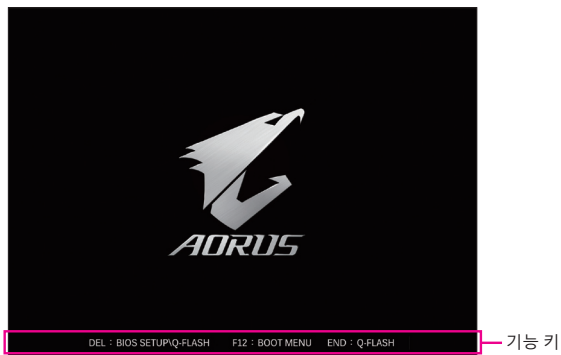 AORUS
DEL : BIOS SETUP\Q-FLASH F12 : BOOT MENU END : Q-FLASH
기능 키